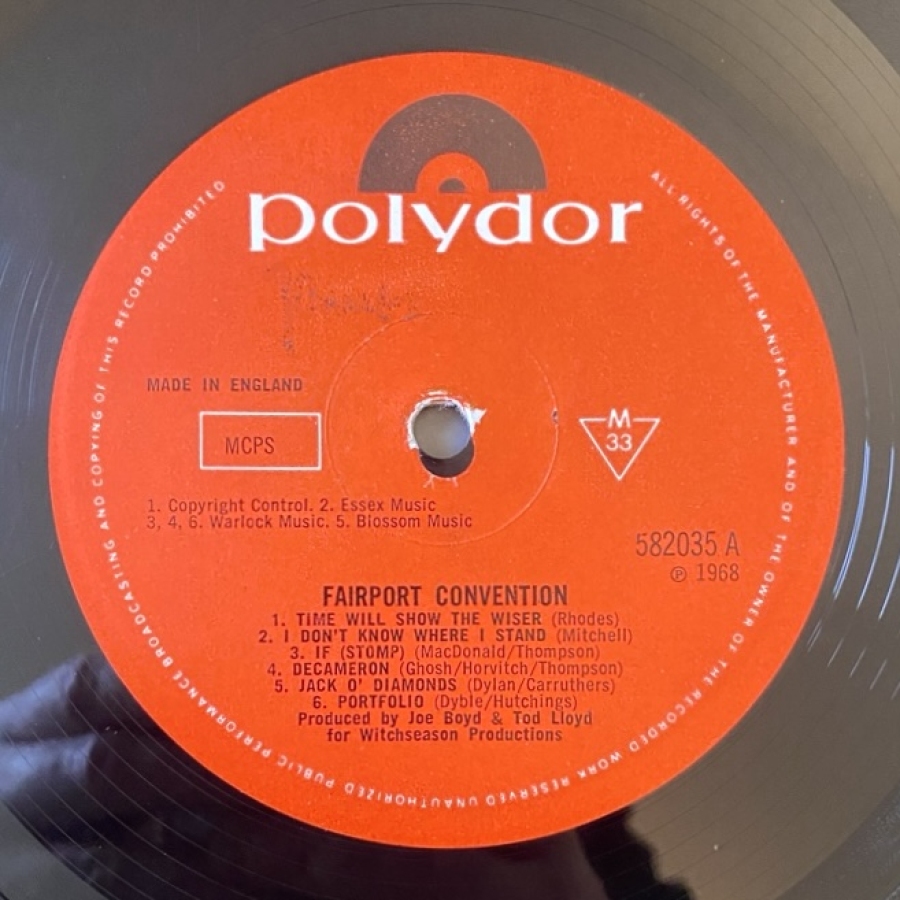 polydor
BROADCASTING AND COPYING OF THIS RECORD PROHIBITED
ALL RIGHTS OF THE MANUFACTURER AND OF THE OWNER OF THE RECORDED WORK RESERVED UNAUTHORIZED PUBLIC PERFORMANCE
MADE IN ENGLAND
MCPS
M
33
1. Copyright Control. 2. Essex Music
3, 4, 6. Warlock Music. 5. Blossom Music
582035 A
℗ 1968
FAIRPORT CONVENTION
1. TIME WILL SHOW THE WISER (Rhodes)
2. I DON'T KNOW WHERE I STAND (Mitchell)
3. IF (STOMP) (MacDonald/Thompson)
4. DECAMERON (Ghosh/Horvitch/Thompson)
5. JACK O' DIAMONDS (Dylan/Carruthers)
6. PORTFOLIO (Dyble/Hutchings)
Produced by Joe Boyd & Tod Lloyd
for Witchseason Productions